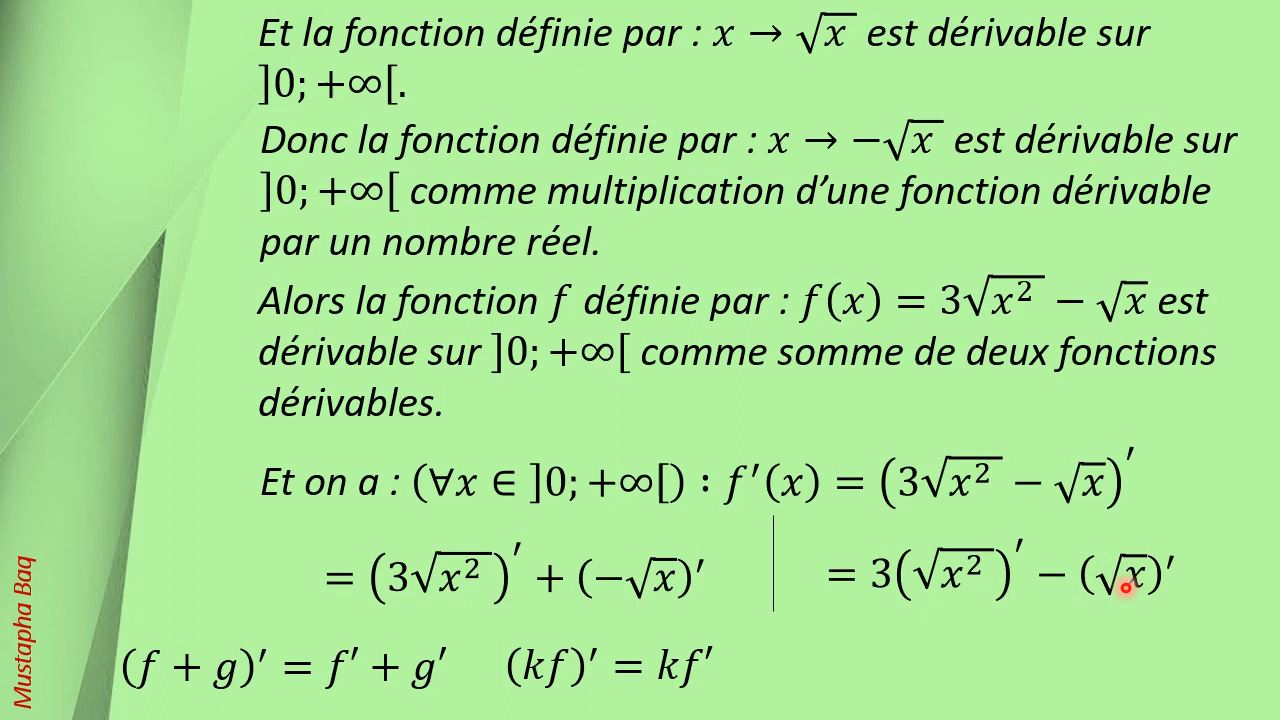 Et la fonction définie par : x → √x est dérivable sur
]0; +∞[.
Donc la fonction définie par : x → −√x est dérivable sur
]0; +∞[ comme multiplication d’une fonction dérivable
par un nombre réel.
Alors la fonction f définie par : f(x) = 3√x² − √x est
dérivable sur ]0; +∞[ comme somme de deux fonctions
dérivables.
Et on a : (∀x ∈ ]0; +∞[) : f′(x) = (3√x² − √x)′
= (3√x²)′ + (−√x)′ = 3(√x²)′ − (√x)′
(f + g)′ = f′ + g′ (kf)′ = kf′
Mustapha Baq